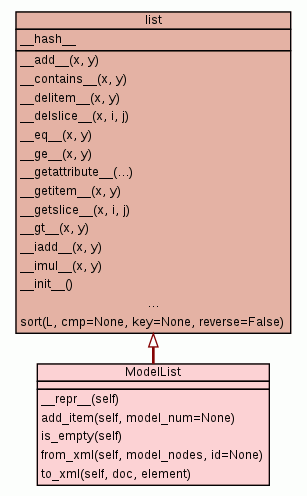 list
__hash__
__add__(x, y)
__contains__(x, y)
__delitem__(x, y)
__delslice__(x, i, j)
__eq__(x, y)
__ge__(x, y)
__getattribute__(...)
__getitem__(x, y)
__getslice__(x, i, j)
__gt__(x, y)
__iadd__(x, y)
__imul__(x, y)
__init__()
...
sort(L, cmp=None, key=None, reverse=False)
ModelList
__repr__(self)
add_item(self, model_num=None)
is_empty(self)
from_xml(self, model_nodes, id=None)
to_xml(self, doc, element)